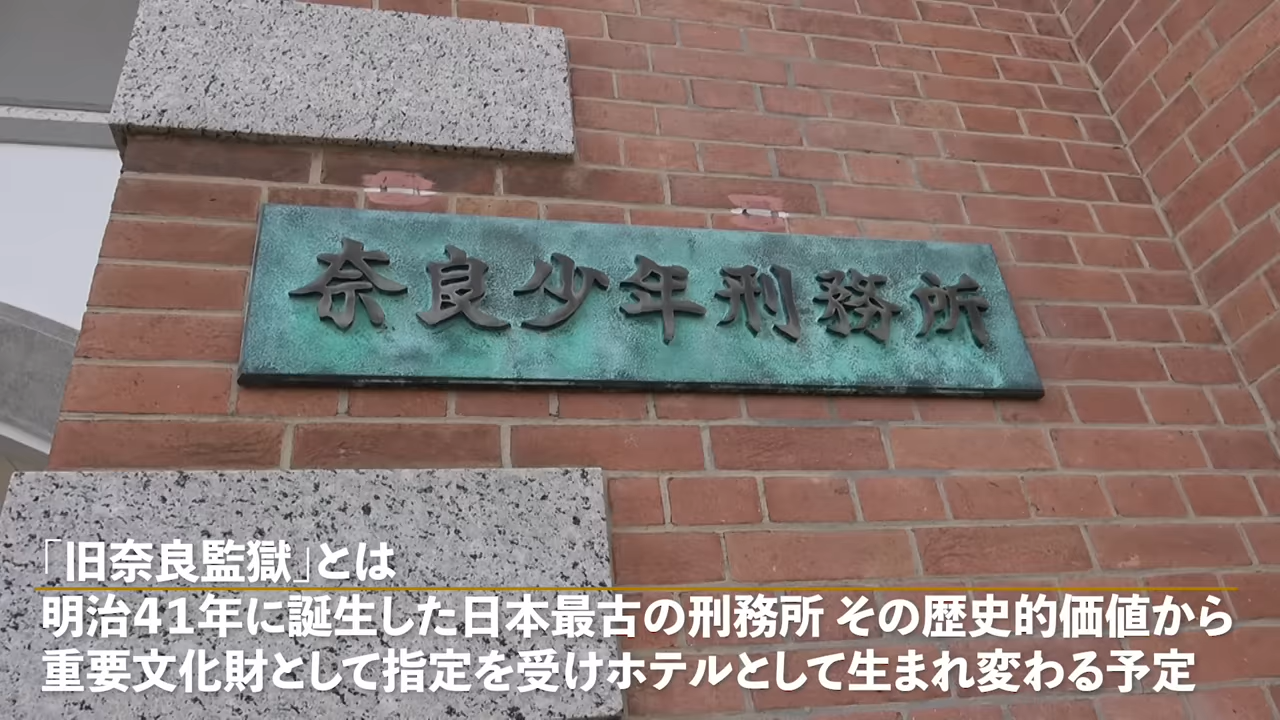 奈良少年刑務所
「旧奈良監獄」とは
明治41年に誕生した日本最古の刑務所 その歴史的価値から
重要文化財として指定を受けホテルとして生まれ変わる予定